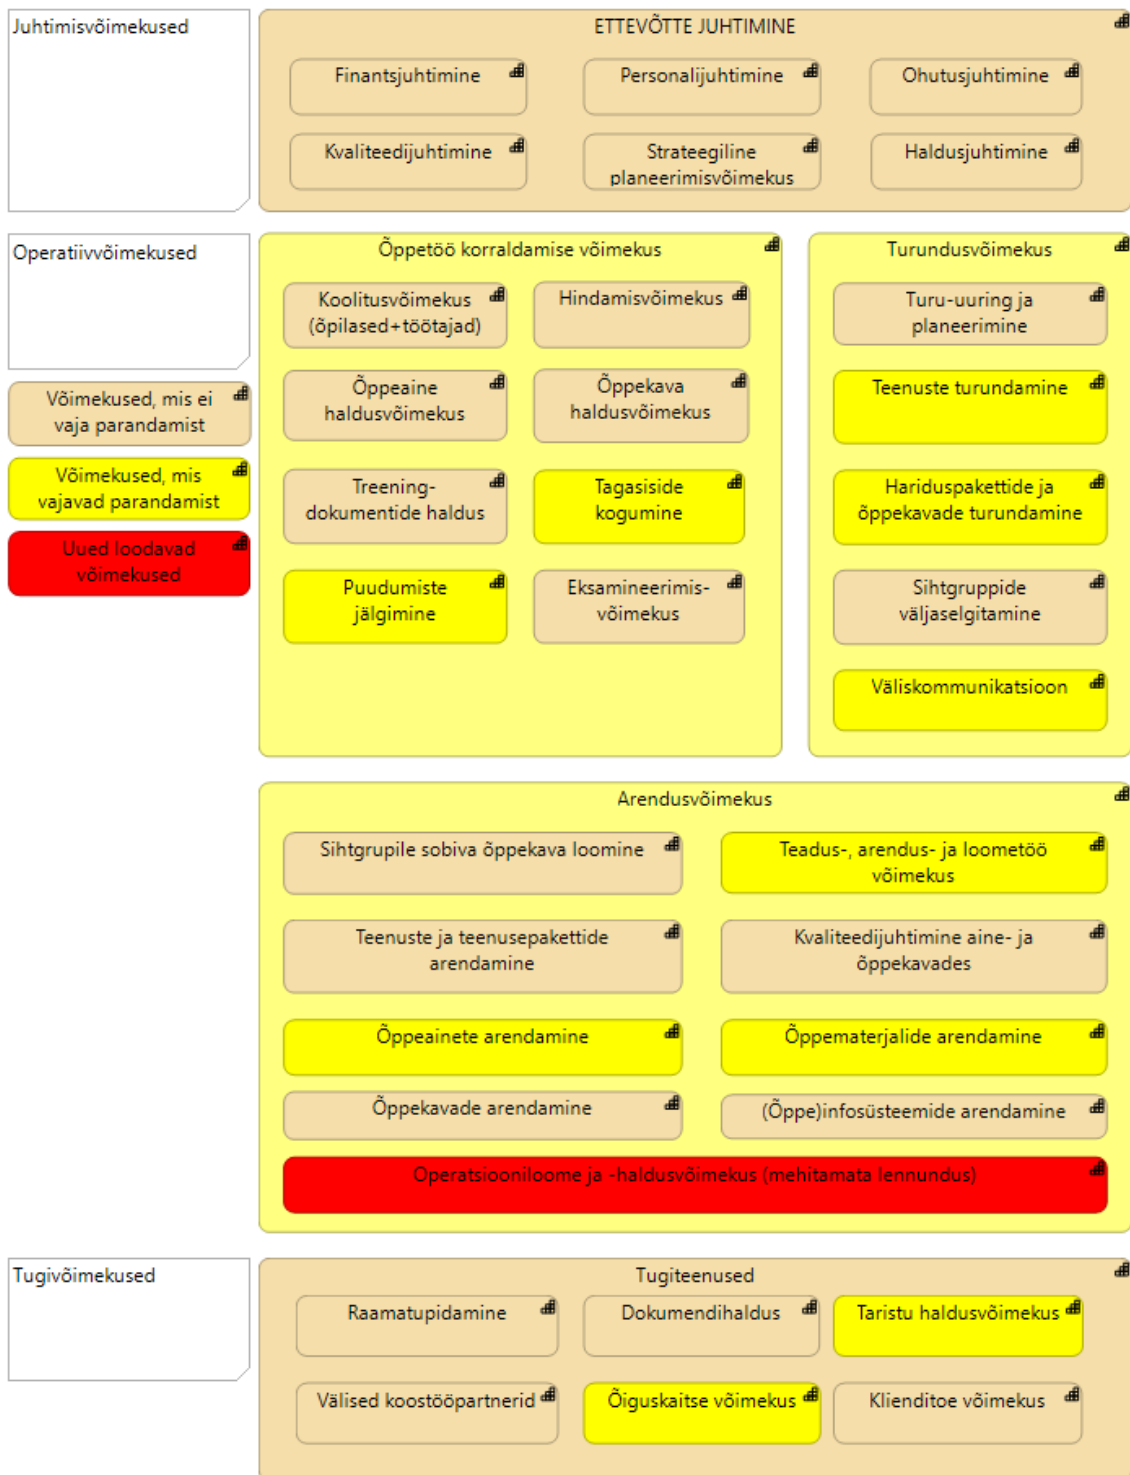 Juhtimisvõimekused
ETTEVÕTTE JUHTIMINE
Finantsjuhtimine
Personalijuhtimine
Ohutusjuhtimine
Kvaliteedijuhtimine
Strateegiline
planeerimisvõimekus
Haldusjuhtimine
Operatiivvõimekused
Võimekused, mis ei
vaja parandamist
Võimekused, mis
vajavad parandamist
Uued loodavad
võimekused
Õppetöö korraldamise võimekus
Koolitusvõimekus
(õpilased+töötajad)
Hindamisvõimekus
Õppeaine
haldusvõimekus
Õppekava
haldusvõimekus
Treening-
dokumentide haldus
Tagasiside
kogumine
Puudumiste
jälgimine
Eksamineerimis-
võimekus
Turundusvõimekus
Turu-uuring ja
planeerimine
Teenuste turundamine
Hariduspakettide ja
õppekavade turundamine
Sihtgruppide
väljaselgitamine
Väliskommunikatsioon
Arendusvõimekus
Sihtgrupile sobiva õppekava loomine
Teadus-, arendus- ja loometöö
võimekus
Teenuste ja teenusepakettide
arendamine
Kvaliteedijuhtimine aine- ja
õppekavades
Õppeainete arendamine
Õppematerjalide arendamine
Õppekavade arendamine
(Õppe)infosüsteemide arendamine
Operatsiooniloome ja -haldusvõimekus (mehitamata lennundus)
Tugivõimekused
Tugiteenused
Raamatupidamine
Dokumendihaldus
Taristu haldusvõimekus
Välised koostööpartnerid
Õiguskaitse võimekus
Klienditoe võimekus